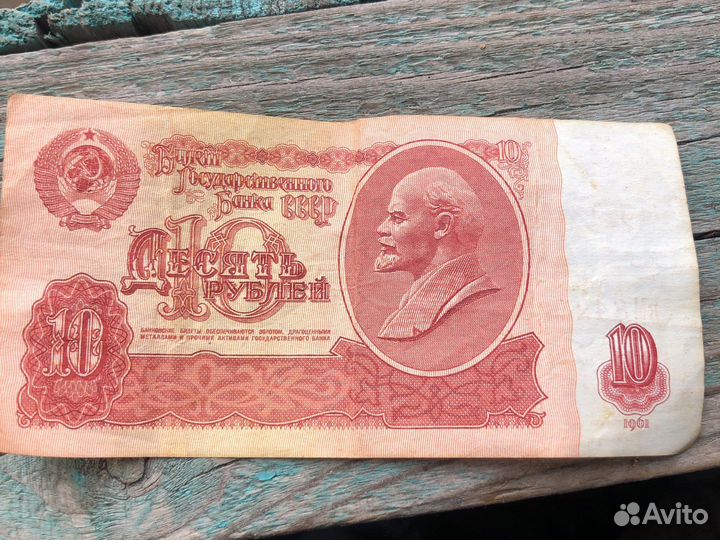 Билет
Государственного
Банка СССР
10
10
Десять
Рублей
БАНКОВСКИЕ БИЛЕТЫ ОБЕСПЕЧИВАЮТСЯ ЗОЛОТОМ, ДРАГОЦЕННЫМИ
МЕТАЛЛАМИ И ПРОЧИМИ АКТИВАМИ ГОСУДАРСТВЕННОГО БАНКА
10
10
1961
Avito